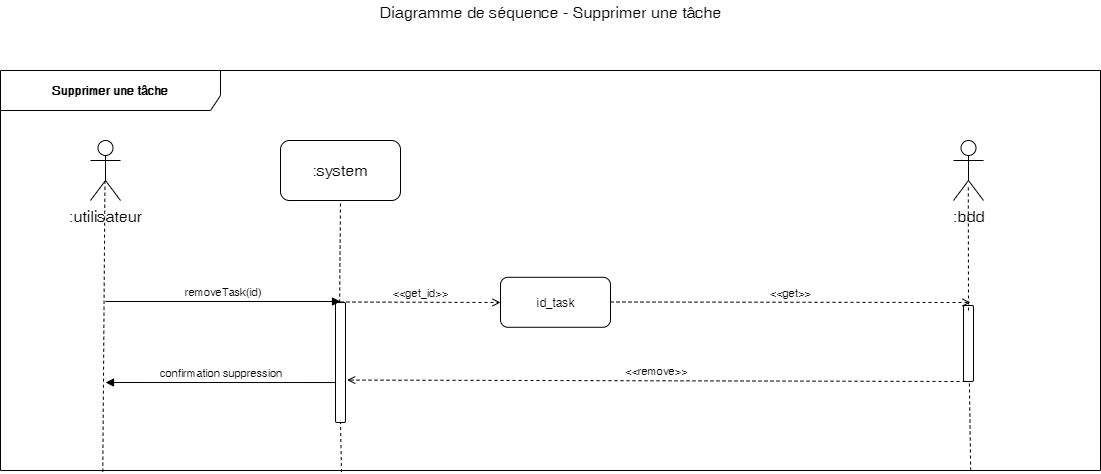 Diagramme de séquence - Supprimer une tâche
Supprimer une tâche
:system
:utilisateur
:bdd
removeTask(id)
<<get_id>>
id_task
<<get>>
confirmation suppression
<<remove>>